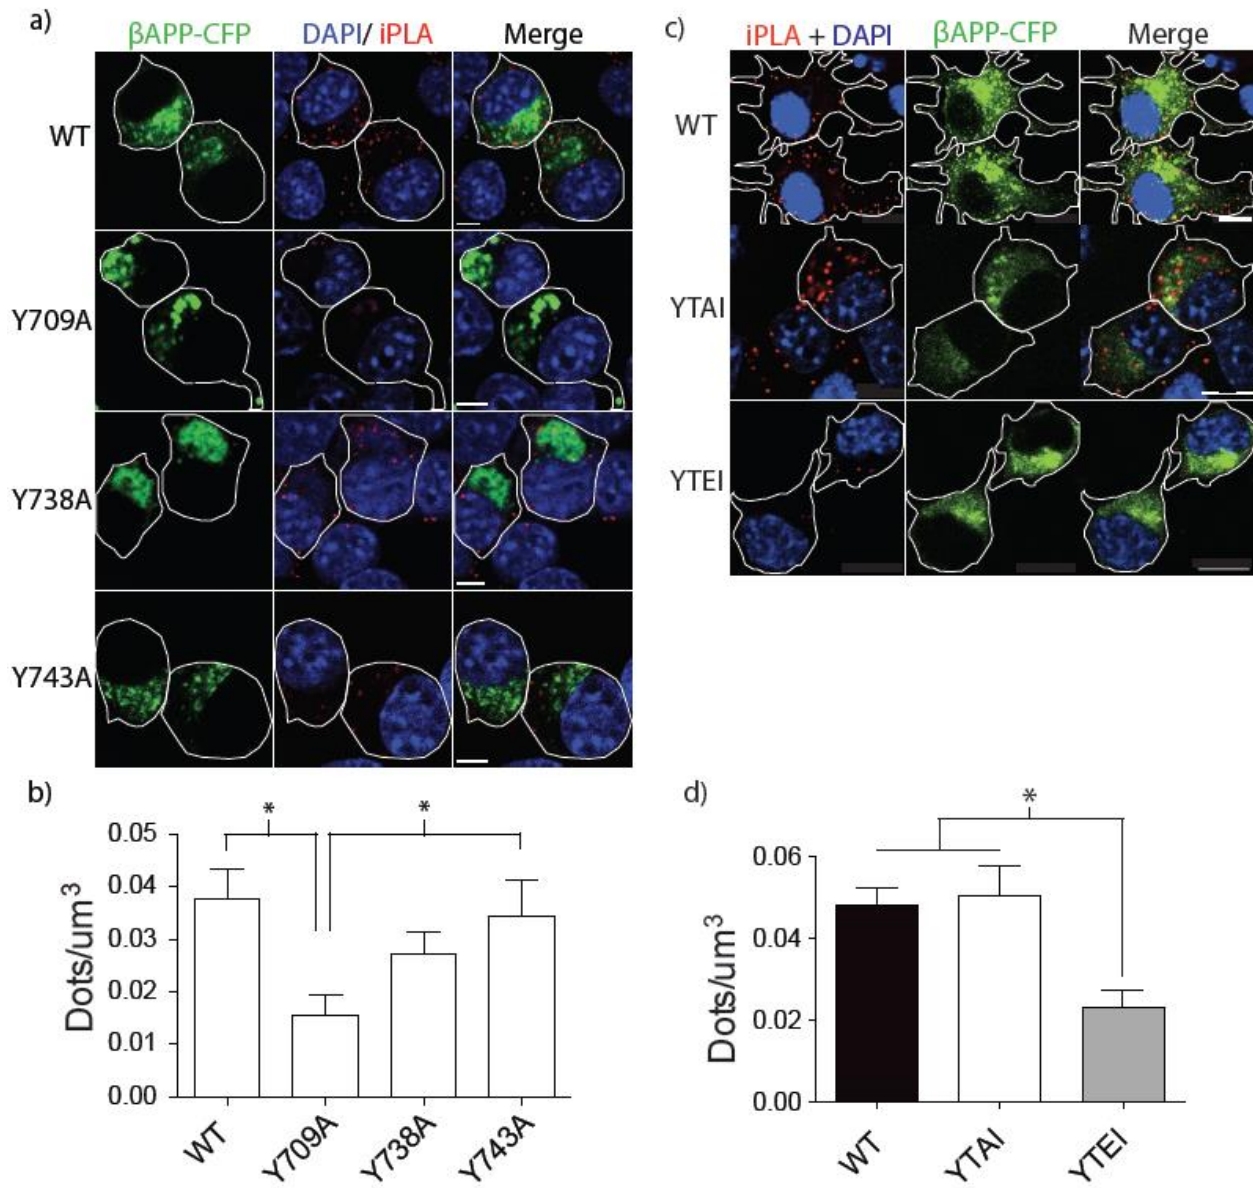 a)
βAPP-CFP DAPI/ iPLA Merge
WT
Y709A
Y738A
Y743A
b)
Dots/um³
0.05
0.04
0.03
0.02
0.01
0.00
* *
WT Y709A Y738A Y743A
c)
iPLA + DAPI βAPP-CFP Merge
WT
YTAI
YTEI
d)
Dots/um³
0.06
0.04
0.02
0.00
*
WT YTAI YTEI